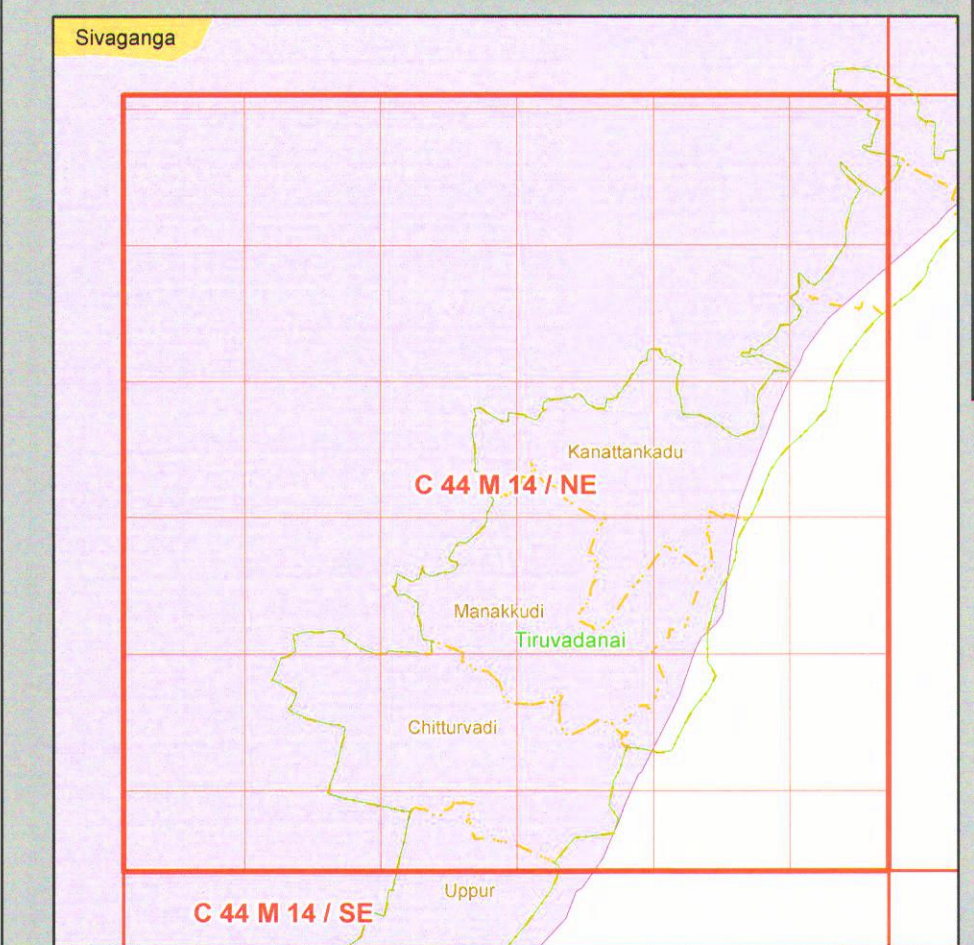 Sivaganga
Kanattankadu
C 44 M 14 / NE
Manakkudi
Tiruvadanai
Chitturvadi
Uppur
C 44 M 14 / SE